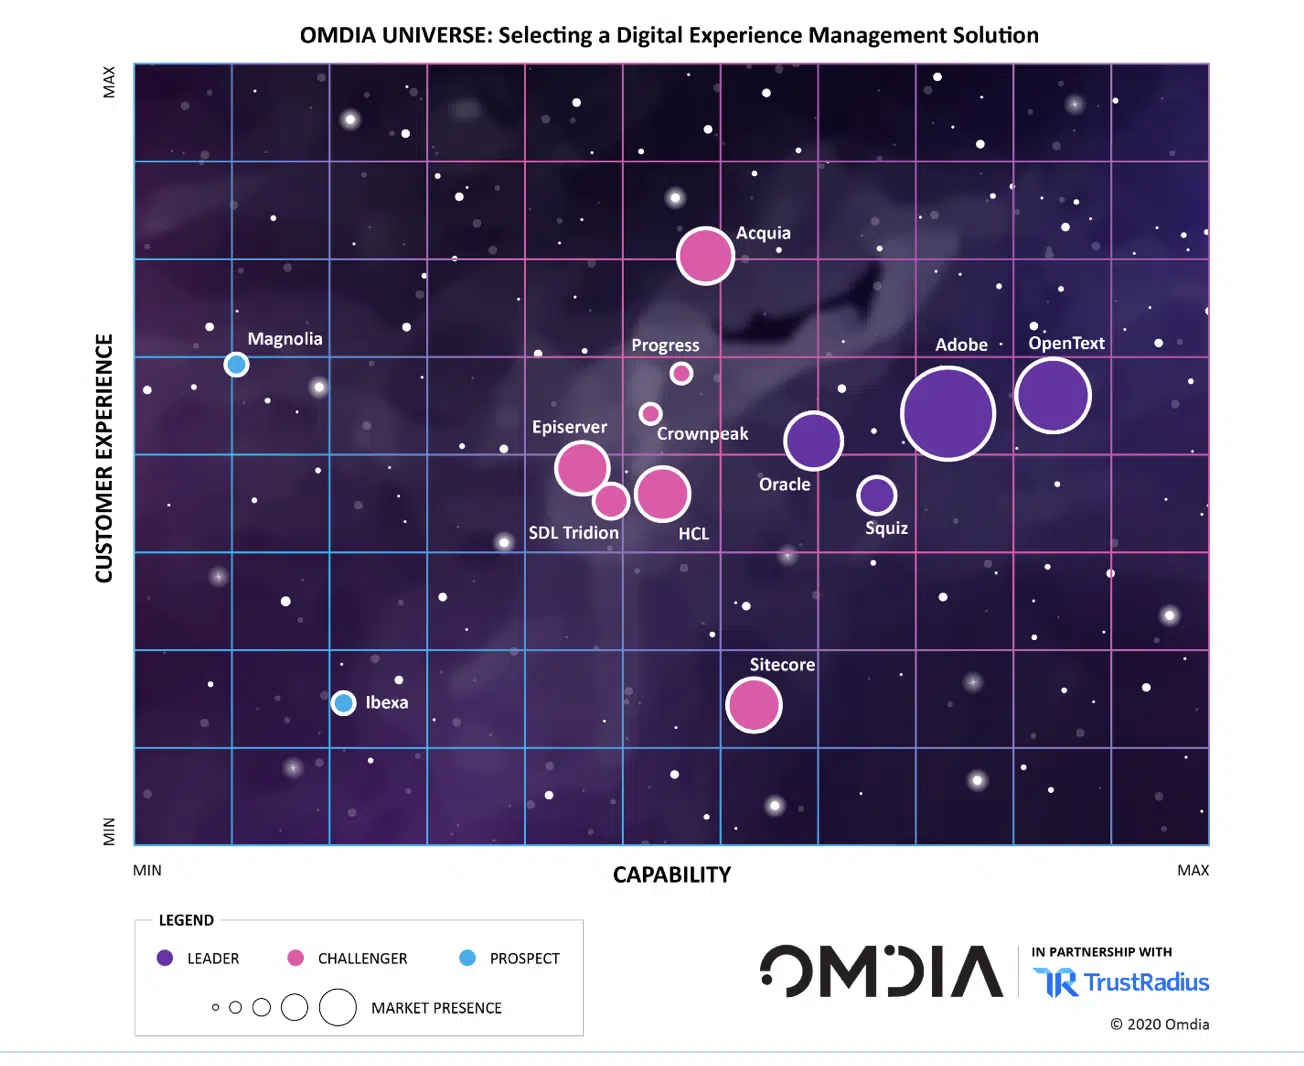 OMDIA UNIVERSE: Selecting a Digital Experience Management Solution
MAX
CUSTOMER EXPERIENCE
MIN
Acquia
Magnolia
Progress
Adobe
OpenText
Episerver
Crownpeak
Oracle
SDL Tridion
HCL
Squiz
Sitecore
Ibexa
MIN
CAPABILITY
MAX
LEGEND
LEADER
CHALLENGER
PROSPECT
MARKET PRESENCE
OMDIA
IN PARTNERSHIP WITH
TR TrustRadius
© 2020 Omdia